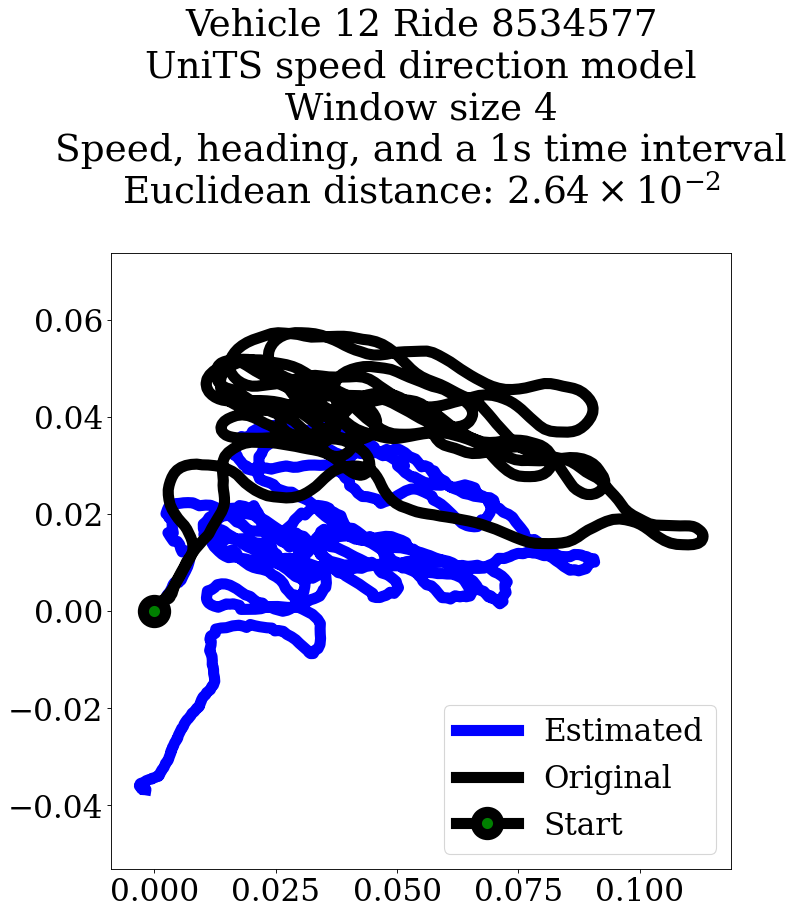 Vehicle 12 Ride 8534577
UniTS speed direction model
Window size 4
Speed, heading, and a 1s time interval
Euclidean distance: 2.64 × 10⁻²
0.06
0.04
0.02
0.00
−0.02
−0.04
Estimated
Original
Start
0.000 0.025 0.050 0.075 0.100